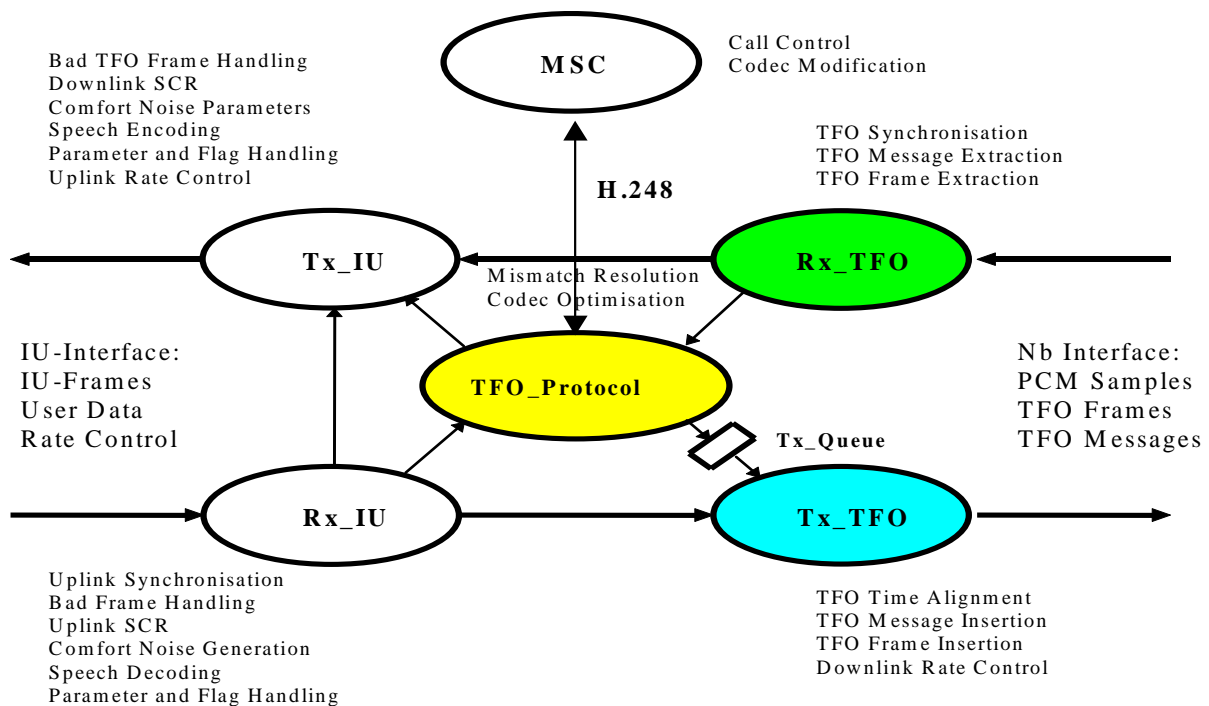 MSC
Call Control
Codec Modification
Bad TFO Frame Handling
Downlink SCR
Comfort Noise Parameters
Speech Encoding
Parameter and Flag Handling
Uplink Rate Control
TFO Synchronisation
TFO Message Extraction
TFO Frame Extraction
H.248
Tx_IU
Rx_TFO
Mismatch Resolution
Codec Optimisation
IU-Interface:
IU-Frames
User Data
Rate Control
TFO_Protocol
Nb Interface:
PCM Samples
TFO Frames
TFO Messages
Tx_Queue
Rx_IU
Tx_TFO
Uplink Synchronisation
Bad Frame Handling
Uplink SCR
Comfort Noise Generation
Speech Decoding
Parameter and Flag Handling
TFO Time Alignment
TFO Message Insertion
TFO Frame Insertion
Downlink Rate Control